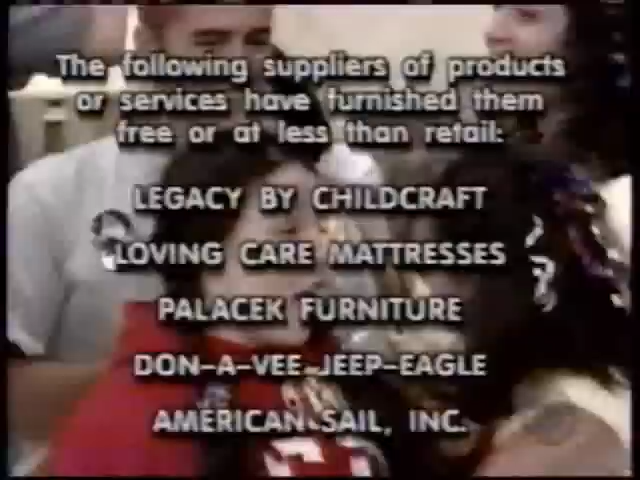 The following suppliers of products
or services have furnished them
free or at less than retail:
LEGACY BY CHILDCRAFT
LOVING CARE MATTRESSES
PALACEK FURNITURE
DON-A-VEE JEEP-EAGLE
AMERICAN SAIL, INC.